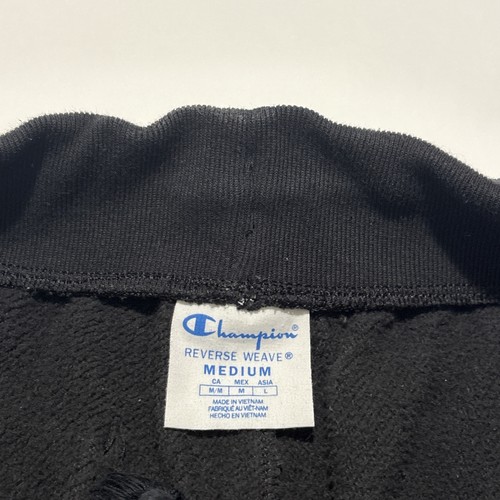 Champion
REVERSE WEAVE®
MEDIUM
CA MEX ASIA
M/M M L
MADE IN VIETNAM
FABRIQUÉ AU VIÊT-NAM
HECHO EN VIETNAM